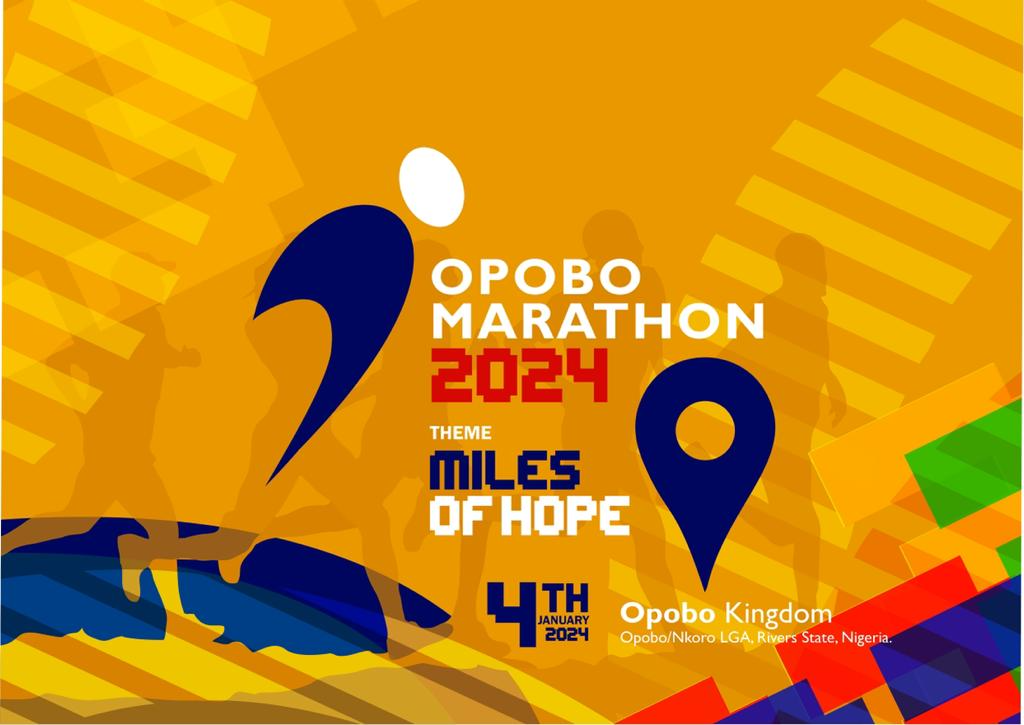 OPOBO
MARATHON
2024
THEME
MILES
OF HOPE
4TH
JANUARY
2024
Opobo Kingdom
Opobo/Nkoro LGA, Rivers State, Nigeria.